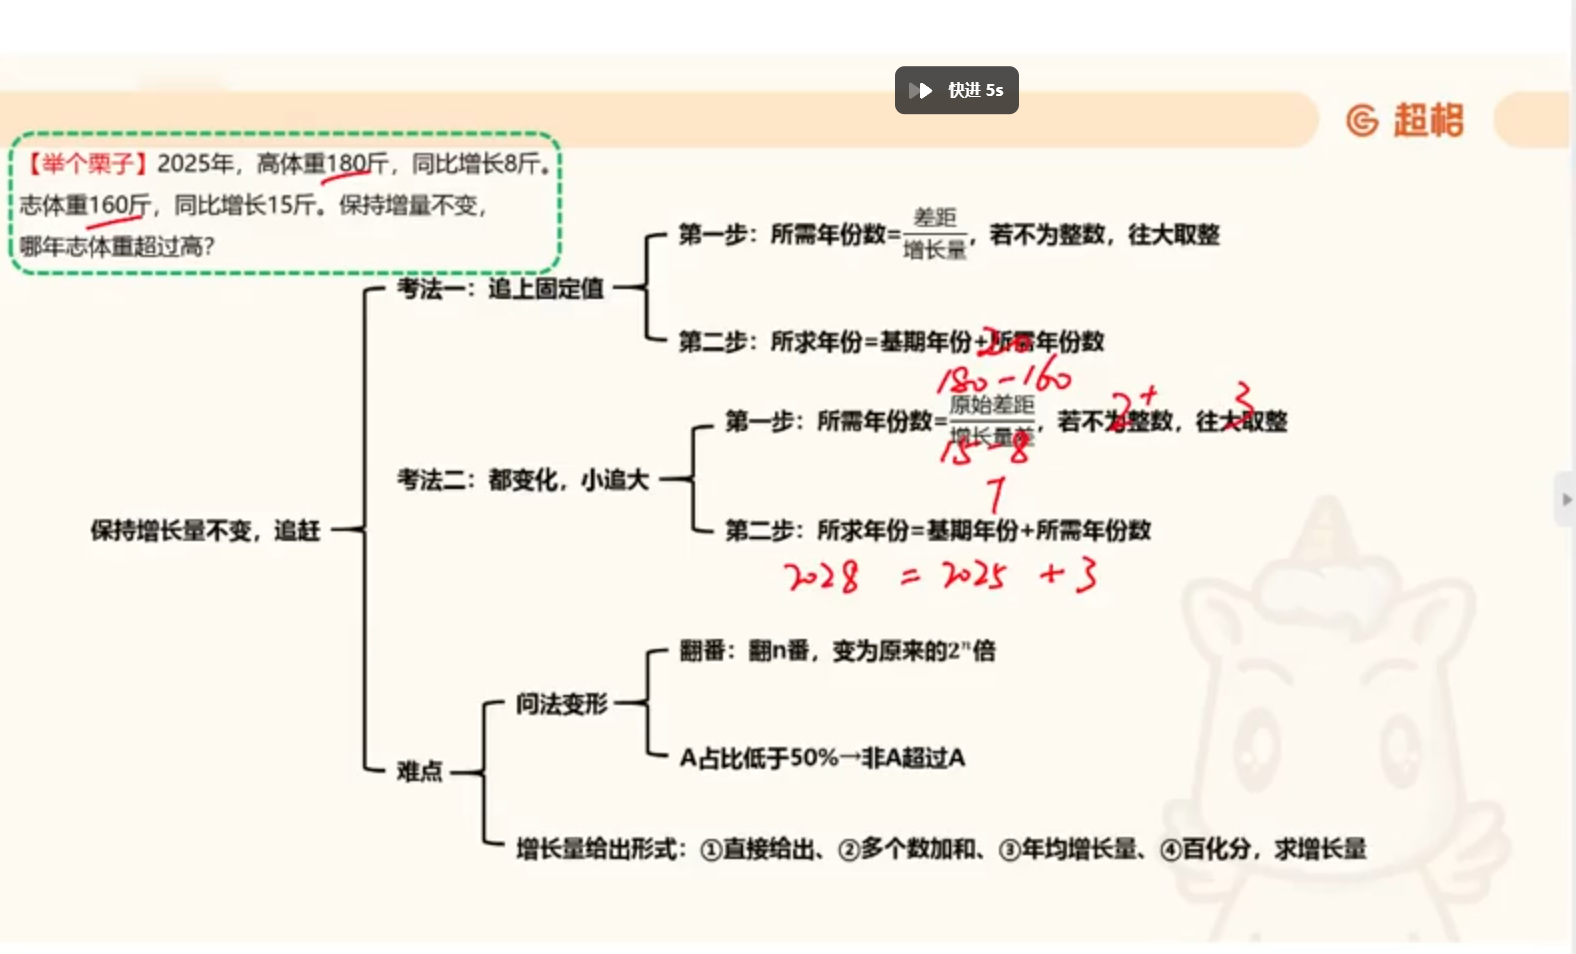 快进 5s
超格
【举个栗子】2025年，高体重180斤，同比增长8斤。
志体重160斤，同比增长15斤。保持增量不变，
哪年志体重超过高？
第一步：所需年份数=差距/增长量，若不为整数，往大取整
考法一：追上固定值
第二步：所求年份=基期年份+所需年份数
20
180-160
第一步：所需年份数=原始差距/增长量差，若不为整数，往大取整
2+
3
15-8
7
考法二：都变化，小追大
第二步：所求年份=基期年份+所需年份数
2028 = 2025 + 3
保持增长量不变，追赶
翻番：翻n番，变为原来的2ⁿ倍
问法变形
A占比低于50%→非A超过A
难点
增长量给出形式：①直接给出、②多个数加和、③年均增长量、④百化分，求增长量